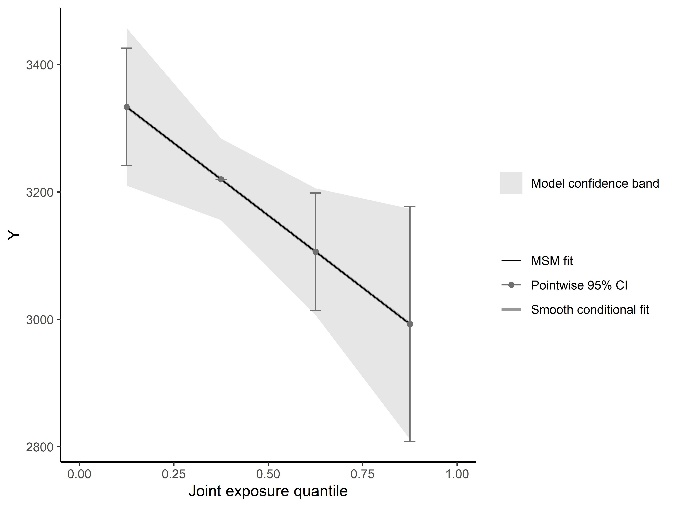 3400
3200
3000
2800
Y
0.00 0.25 0.50 0.75 1.00
Joint exposure quantile
Model confidence band
MSM fit
Pointwise 95% CI
Smooth conditional fit